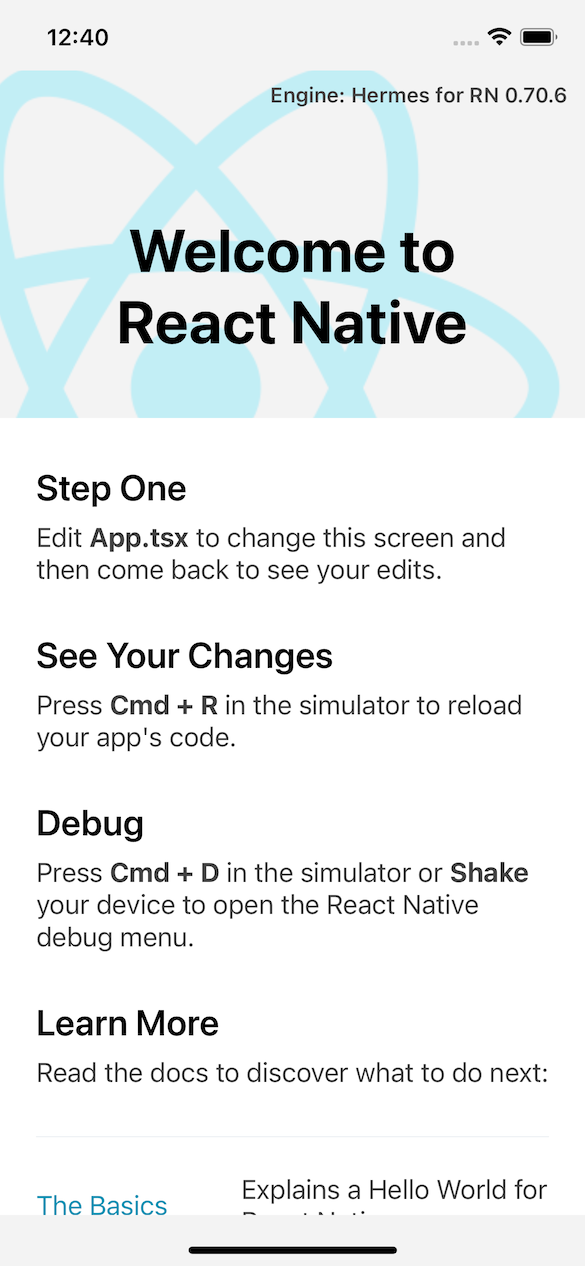 12:40
Engine: Hermes for RN 0.70.6
Welcome to
React Native
Step One
Edit App.tsx to change this screen and
then come back to see your edits.
See Your Changes
Press Cmd + R in the simulator to reload
your app's code.
Debug
Press Cmd + D in the simulator or Shake
your device to open the React Native
debug menu.
Learn More
Read the docs to discover what to do next:
The Basics
Explains a Hello World for